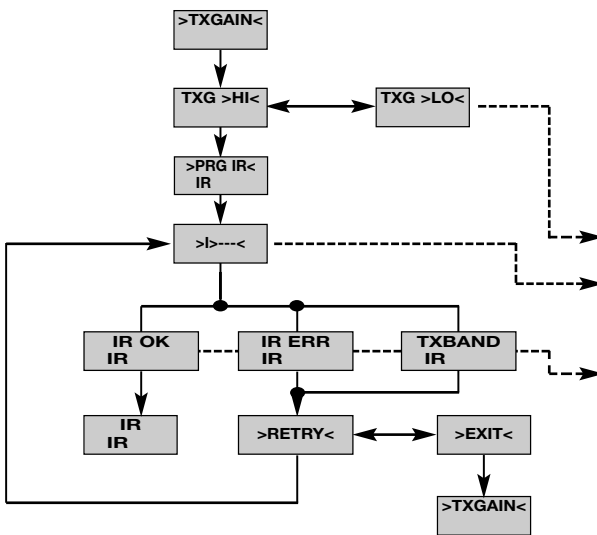 >TXGAIN<
TXG >HI<
TXG >LO<
>PRG IR<
IR
>I>---<
IR OK
IR
IR ERR
IR
TXBAND
IR
IR
IR
>RETRY<
>EXIT<
>TXGAIN<